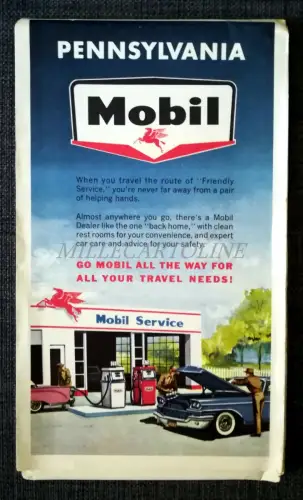 PENNSYLVANIA
Mobil
When you travel the route of "Friendly
Service," you're never far away from a pair
of helping hands.
Almost anywhere you go, there's a Mobil
Dealer like the one "back home," with clean
rest rooms for your convenience, and expert
car care and advice for your safety.
MILLECARTOLINE
GO MOBIL ALL THE WAY FOR
ALL YOUR TRAVEL NEEDS!
Mobil Service